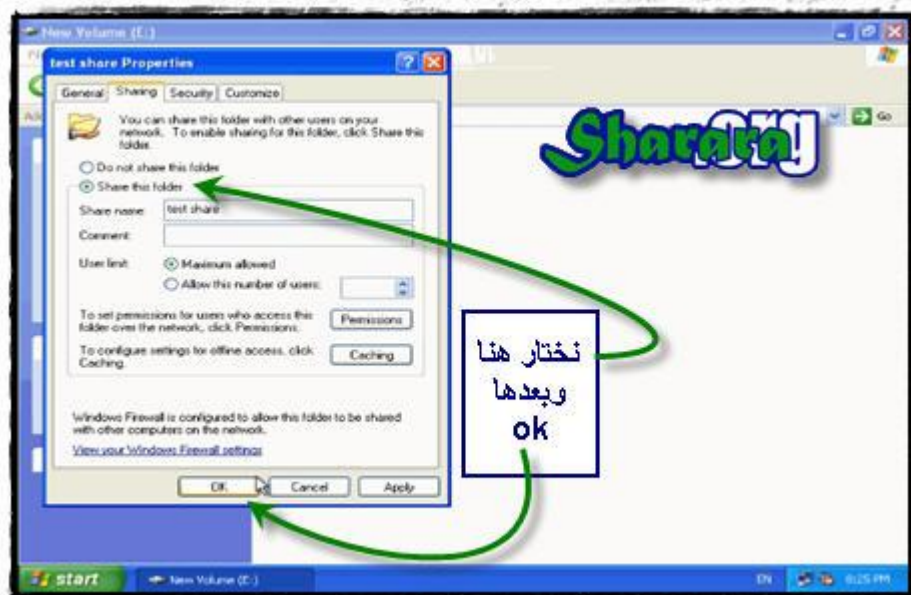 New Volume (E:)
test share Properties
General Sharing Security Customize
You can share this folder with other users on your
network. To enable sharing for this folder, click Share this
folder.
Do not share this folder
Share this folder
Share name: test share
Comment:
User limit: Maximum allowed
Allow this number of users:
To set permissions for users who access this
folder over the network, click Permissions.
Permissions
To configure settings for offline access, click
Caching.
Caching
Windows Firewall is configured to allow this folder to be shared
with other computers on the network.
View your Windows Firewall settings
OK Cancel Apply
Go
Sharara.org
نختار هنا
وبعدها
ok
start New Volume (E:) EN 8:25 PM